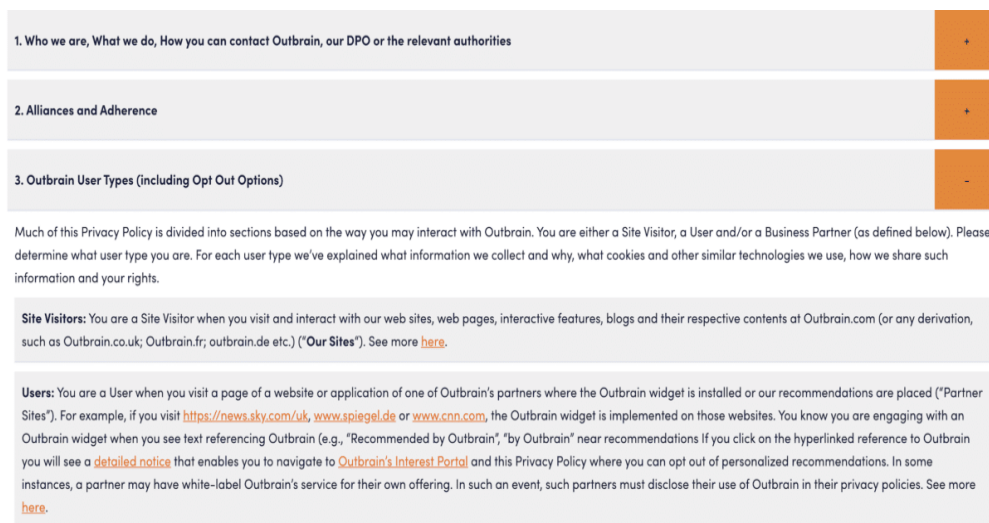 1. Who we are, What we do, How you can contact Outbrain, our DPO or the relevant authorities
+
2. Alliances and Adherence
+
3. Outbrain User Types (including Opt Out Options)
-
Much of this Privacy Policy is divided into sections based on the way you may interact with Outbrain. You are either a Site Visitor, a User and/or a Business Partner (as defined below). Please
determine what user type you are. For each user type we’ve explained what information we collect and why, what cookies and other similar technologies we use, how we share such
information and your rights.
Site Visitors: You are a Site Visitor when you visit and interact with our web sites, web pages, interactive features, blogs and their respective contents at Outbrain.com (or any derivation,
such as Outbrain.co.uk; Outbrain.fr; outbrain.de etc.) (“Our Sites”). See more here.
Users: You are a User when you visit a page of a website or application of one of Outbrain’s partners where the Outbrain widget is installed or our recommendations are placed (“Partner
Sites”). For example, if you visit https://news.sky.com/uk, www.spiegel.de or www.cnn.com, the Outbrain widget is implemented on those websites. You know you are engaging with an
Outbrain widget when you see text referencing Outbrain (e.g., “Recommended by Outbrain”, “by Outbrain” near recommendations If you click on the hyperlinked reference to Outbrain
you will see a detailed notice that enables you to navigate to Outbrain’s Interest Portal and this Privacy Policy where you can opt out of personalized recommendations. In some
instances, a partner may have white-label Outbrain’s service for their own offering. In such an event, such partners must disclose their use of Outbrain in their privacy policies. See more
here.